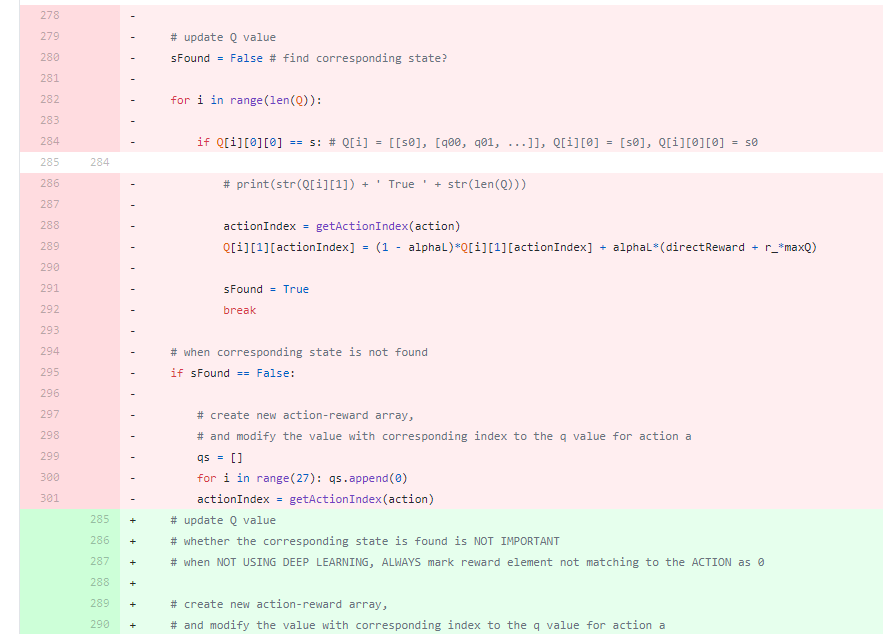 278 -
279 - # update Q value
280 - sFound = False # find corresponding state?
281 -
282 - for i in range(len(Q)):
283 -
284 - if Q[i][0][0] == s: # Q[i] = [[s0], [q00, q01, ...]], Q[i][0] = [s0], Q[i][0][0] = s0
285 284
286 - # print(str(Q[i][1]) + ' True ' + str(len(Q)))
287 -
288 - actionIndex = getActionIndex(action)
289 - Q[i][1][actionIndex] = (1 - alphaL)*Q[i][1][actionIndex] + alphaL*(directReward + r_*maxQ)
290 -
291 - sFound = True
292 - break
293 -
294 - # when corresponding state is not found
295 - if sFound == False:
296 -
297 - # create new action-reward array,
298 - # and modify the value with corresponding index to the q value for action a
299 - qs = []
300 - for i in range(27): qs.append(0)
301 - actionIndex = getActionIndex(action)
285 + # update Q value
286 + # whether the corresponding state is found is NOT IMPORTANT
287 + # when NOT USING DEEP LEARNING, ALWAYS mark reward element not matching to the ACTION as 0
288 +
289 + # create new action-reward array,
290 + # and modify the value with corresponding index to the q value for action a